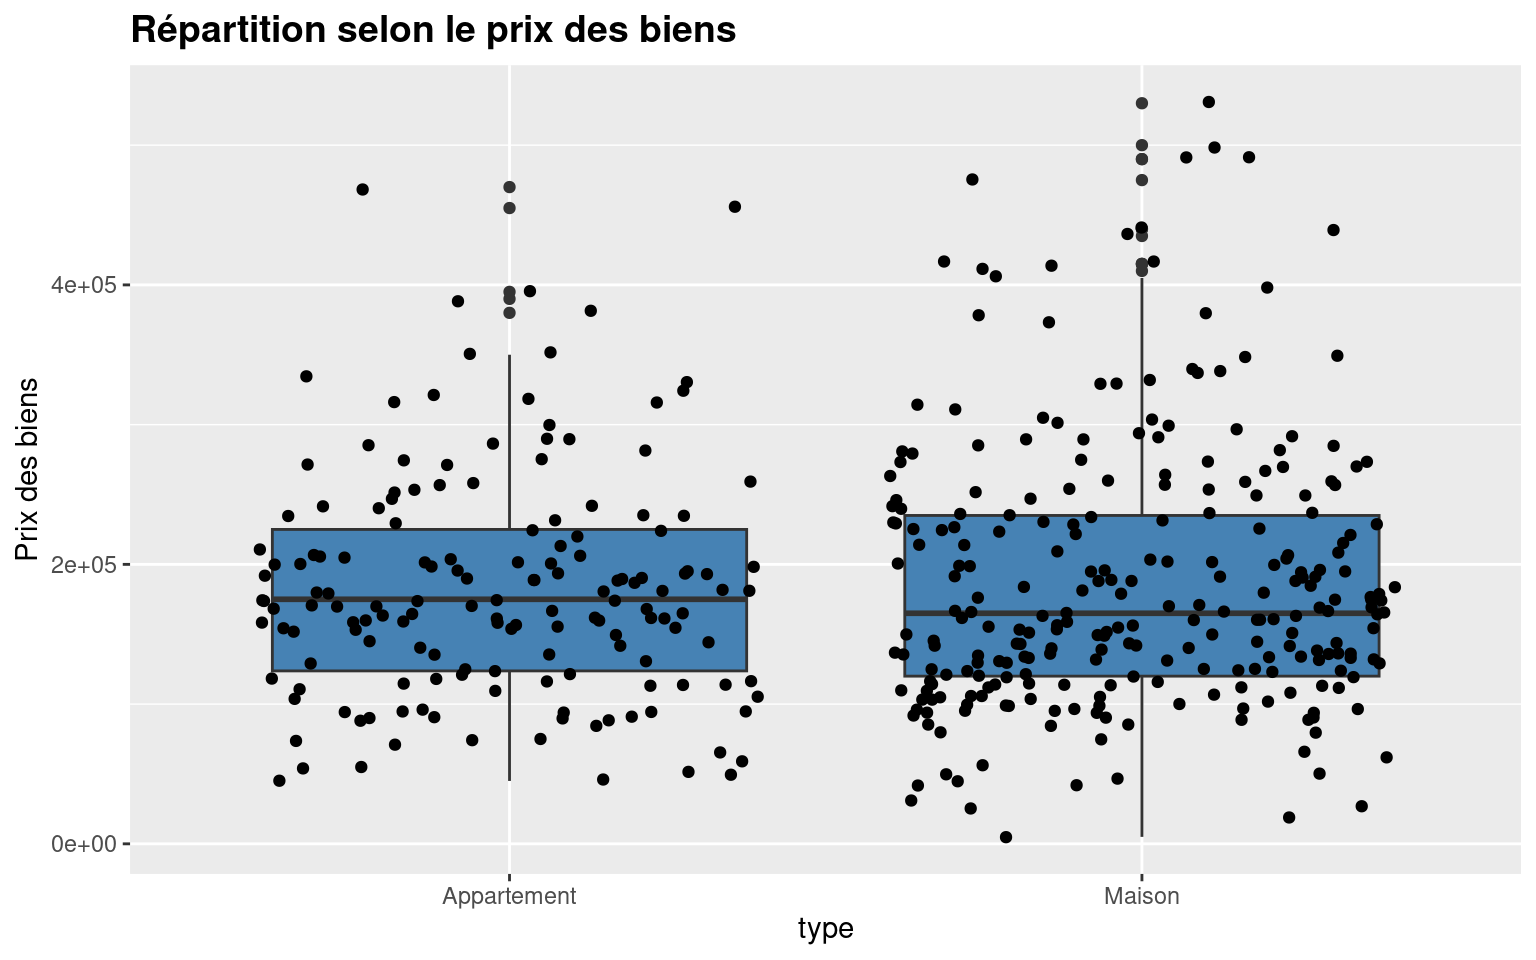 Répartition selon le prix des biens
Prix des biens
4e+05
2e+05
0e+00
Appartement
Maison
type